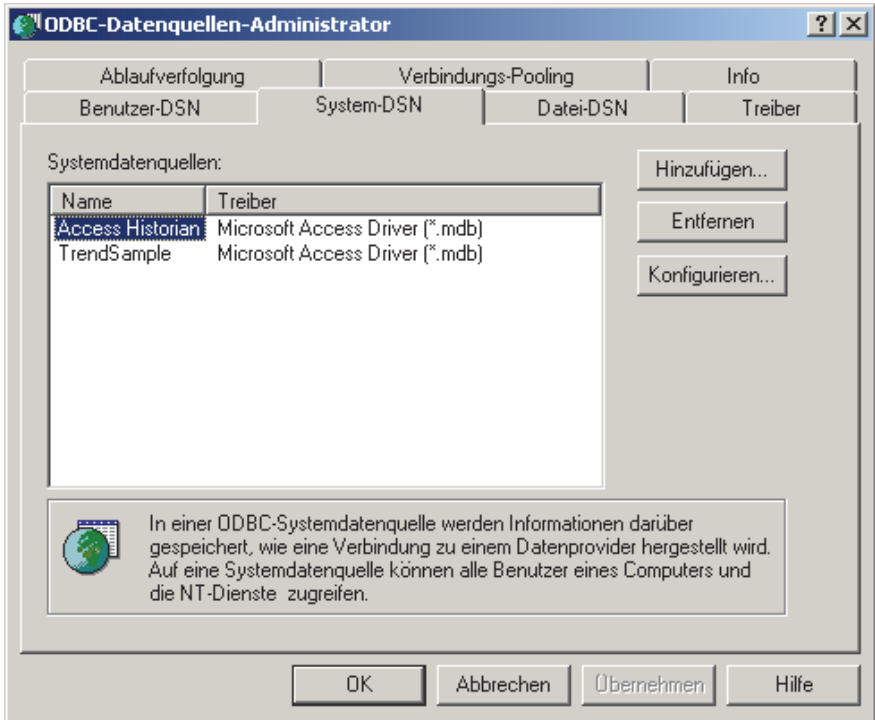 ODBC-Datenquellen-Administrator
Ablaufverfolgung Verbindungs-Pooling Info
Benutzer-DSN System-DSN Datei-DSN Treiber
Systemdatenquellen:
Name Treiber
Access Historian Microsoft Access Driver (*.mdb)
TrendSample Microsoft Access Driver (*.mdb)
Hinzufügen...
Entfernen
Konfigurieren...
In einer ODBC-Systemdatenquelle werden Informationen darüber
gespeichert, wie eine Verbindung zu einem Datenprovider hergestellt wird.
Auf eine Systemdatenquelle können alle Benutzer eines Computers und
die NT-Dienste zugreifen.
OK Abbrechen Übernehmen Hilfe